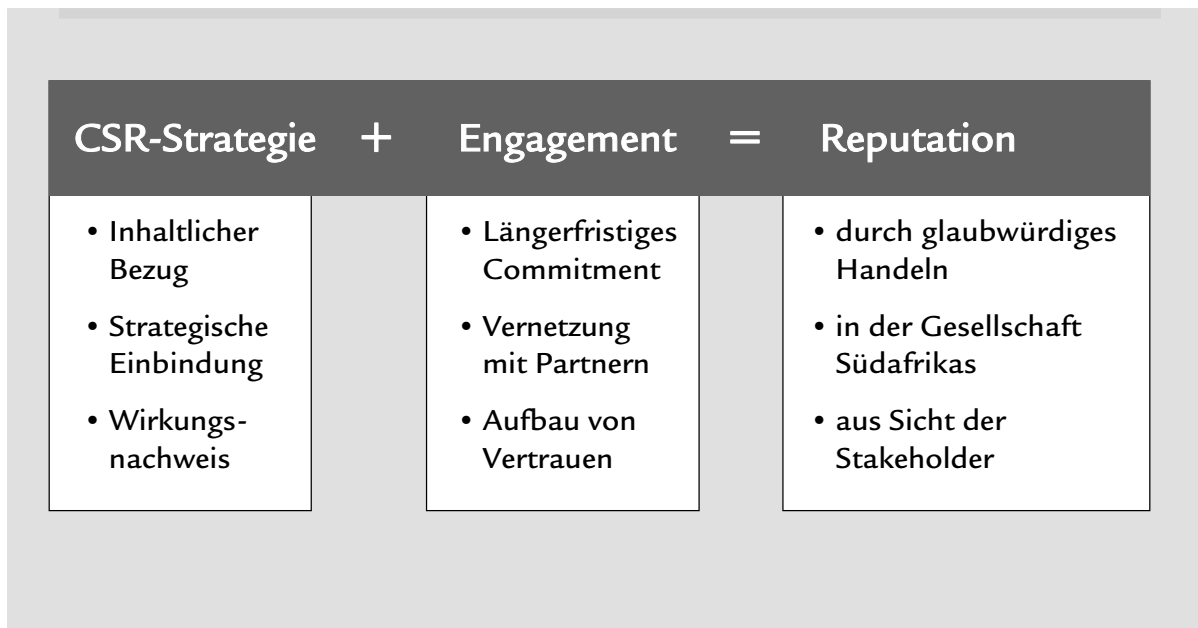 CSR-Strategie + Engagement = Reputation
• Inhaltlicher
Bezug
• Strategische
Einbindung
• Wirkungs-
nachweis
• Längerfristiges
Commitment
• Vernetzung
mit Partnern
• Aufbau von
Vertrauen
• durch glaubwürdiges
Handeln
• in der Gesellschaft
Südafrikas
• aus Sicht der
Stakeholder